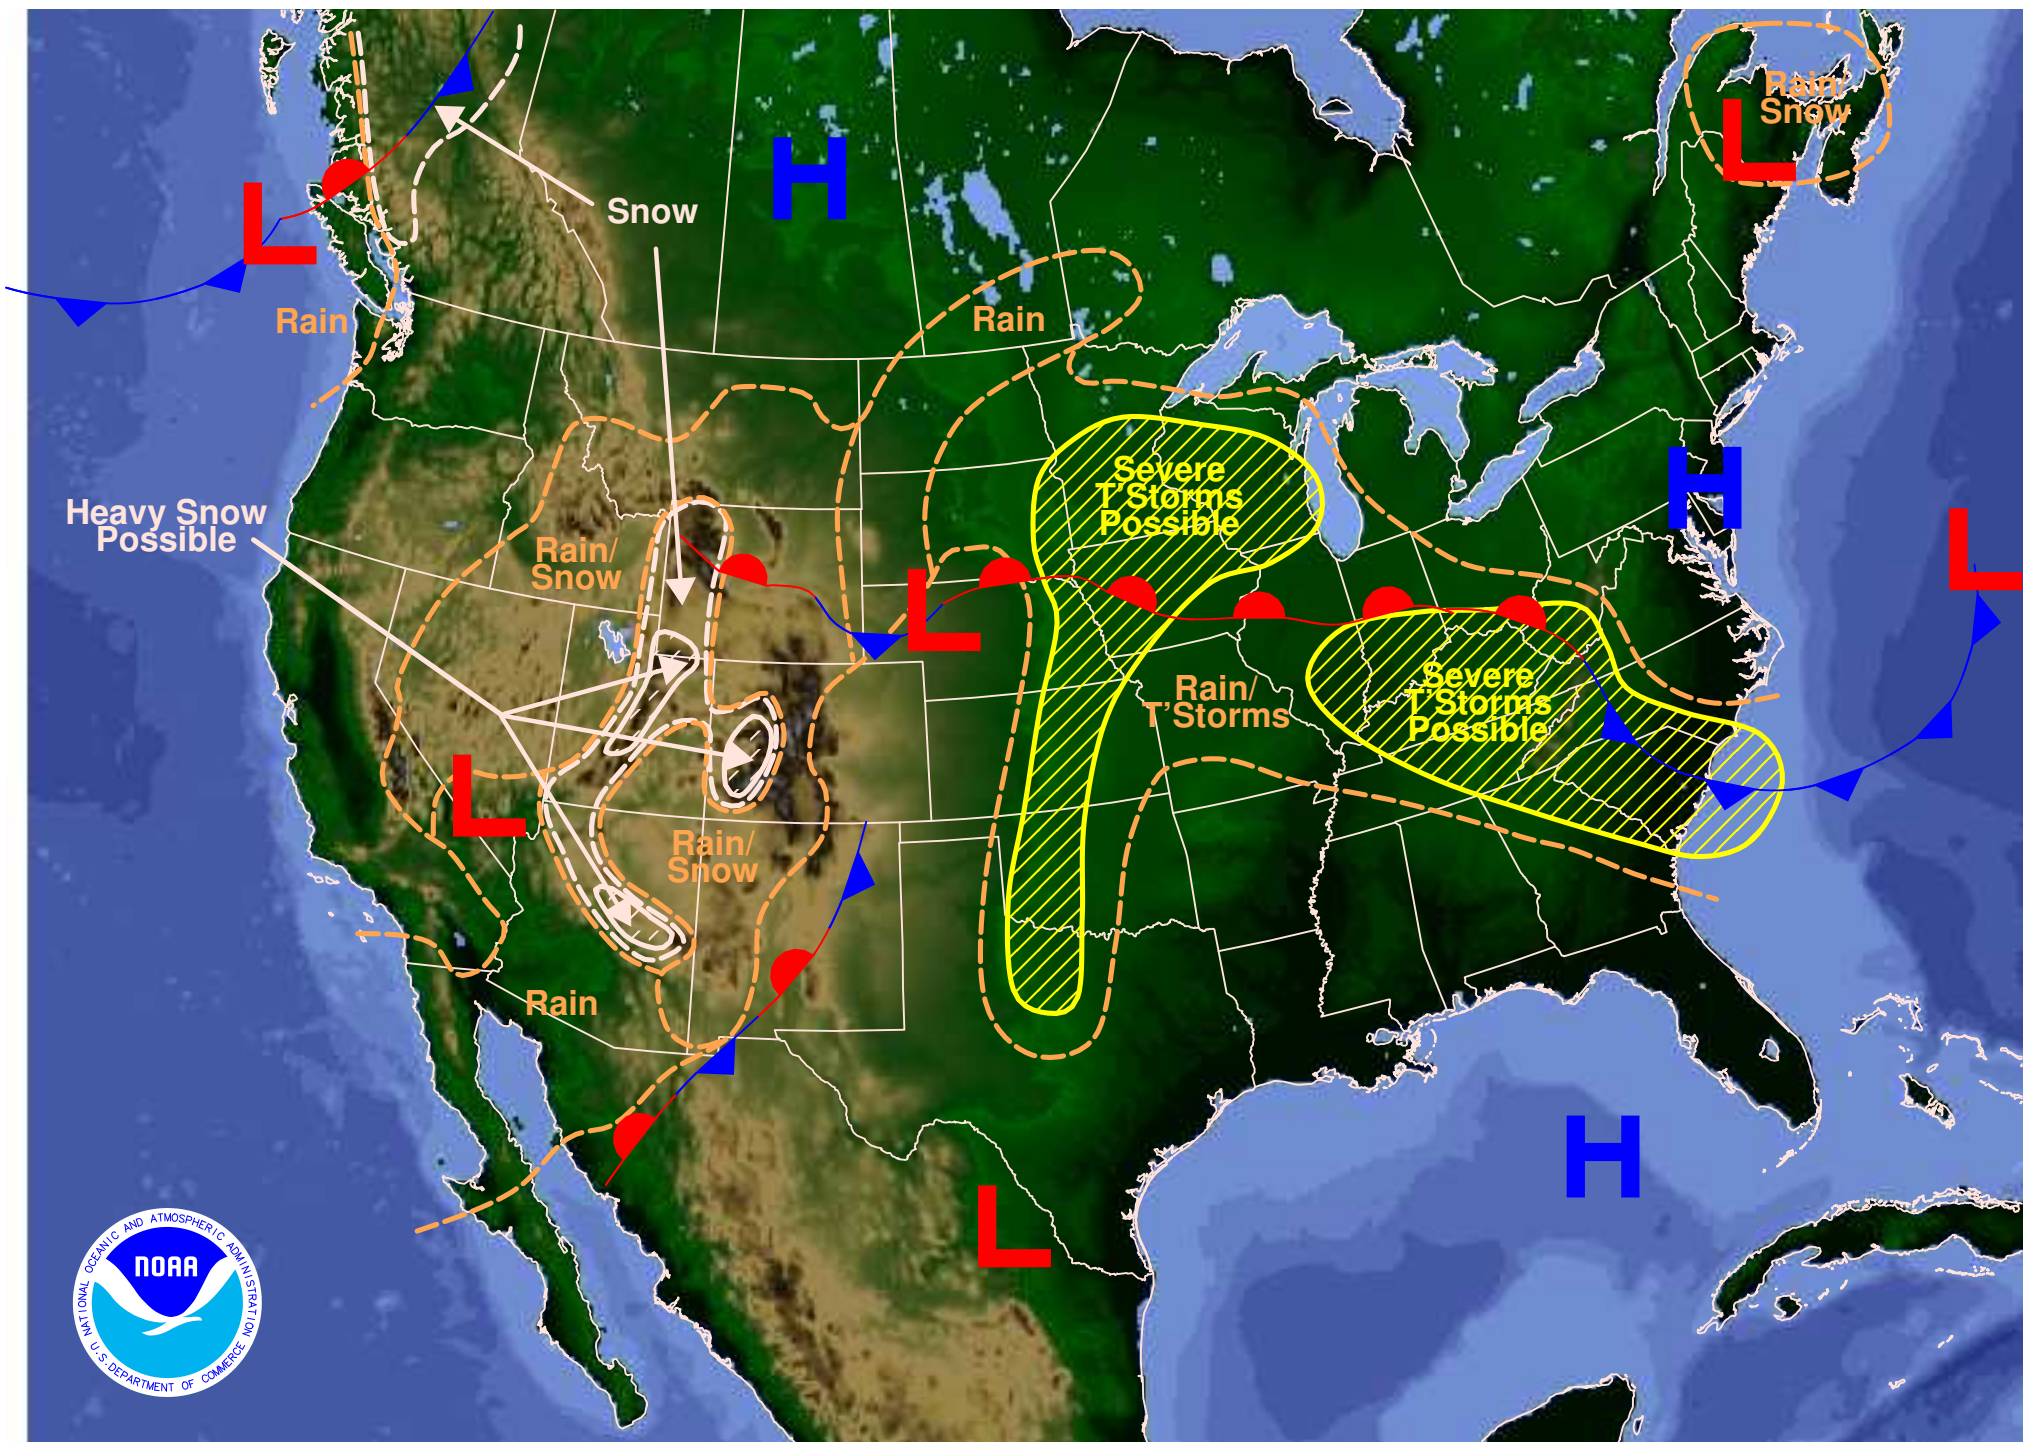 Rain/
Snow
H
L
Snow
L
Rain
Rain
H
L
Severe
T'Storms
Possible
Heavy Snow
Possible
Rain/
Snow
L
Severe
T'Storms
Possible
Rain/
T'Storms
L
Rain/
Snow
Rain
H
L
NATIONAL OCEANIC AND ATMOSPHERIC ADMINISTRATION
NOAA
U.S. DEPARTMENT OF COMMERCE